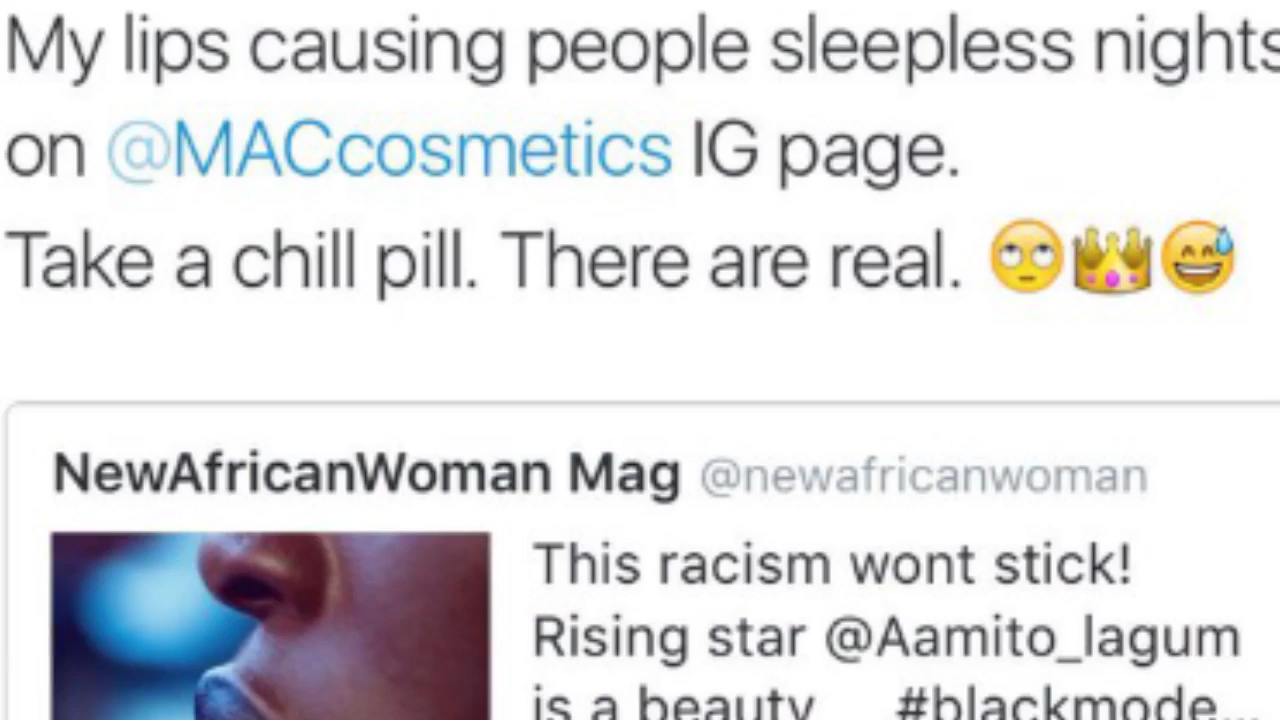 My lips causing people sleepless nights
on @MACcosmetics IG page.
Take a chill pill. There are real. 🙄👑😅
NewAfricanWoman Mag @newafricanwoman
This racism wont stick!
Rising star @Aamito_lagum
is a beauty #blackmode...